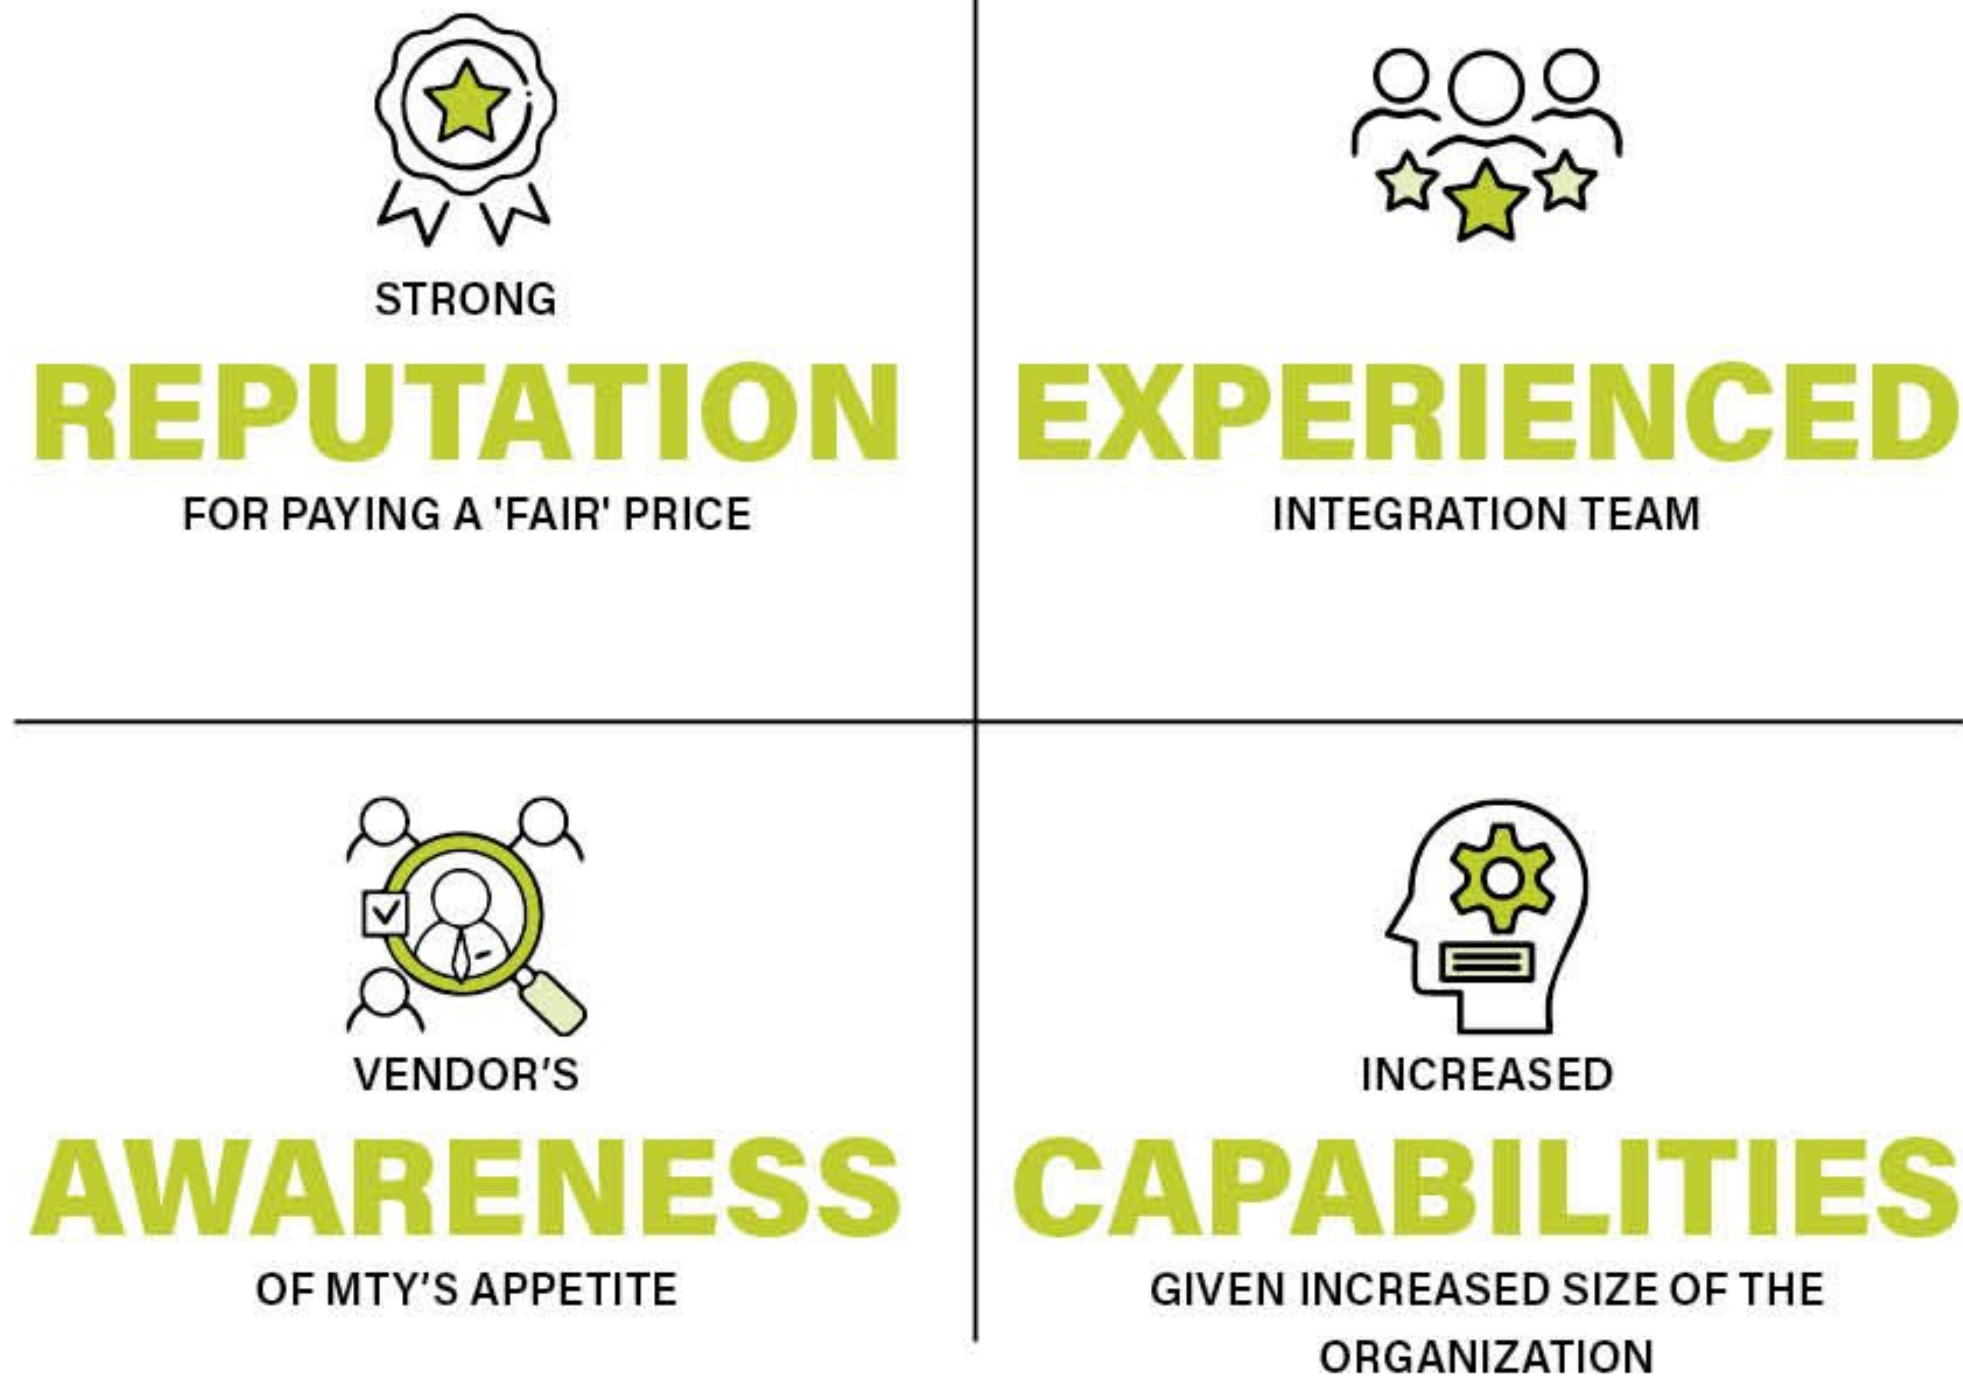 STRONG
REPUTATION
FOR PAYING A 'FAIR' PRICE
EXPERIENCED
INTEGRATION TEAM
VENDOR’S
AWARENESS
OF MTY’S APPETITE
INCREASED
CAPABILITIES
GIVEN INCREASED SIZE OF THE
ORGANIZATION